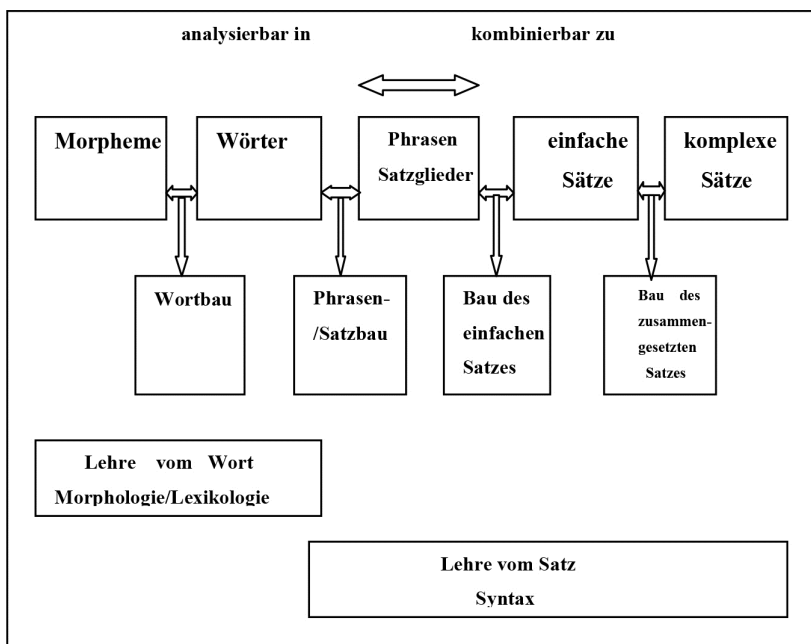 analysierbar in
kombinierbar zu
Morpheme
Wörter
Phrasen
Satzglieder
einfache
Sätze
komplexe
Sätze
Wortbau
Phrasen-
/Satzbau
Bau des
einfachen
Satzes
Bau des
zusammen-
gesetzten
Satzes
Lehre vom Wort
Morphologie/Lexikologie
Lehre vom Satz
Syntax